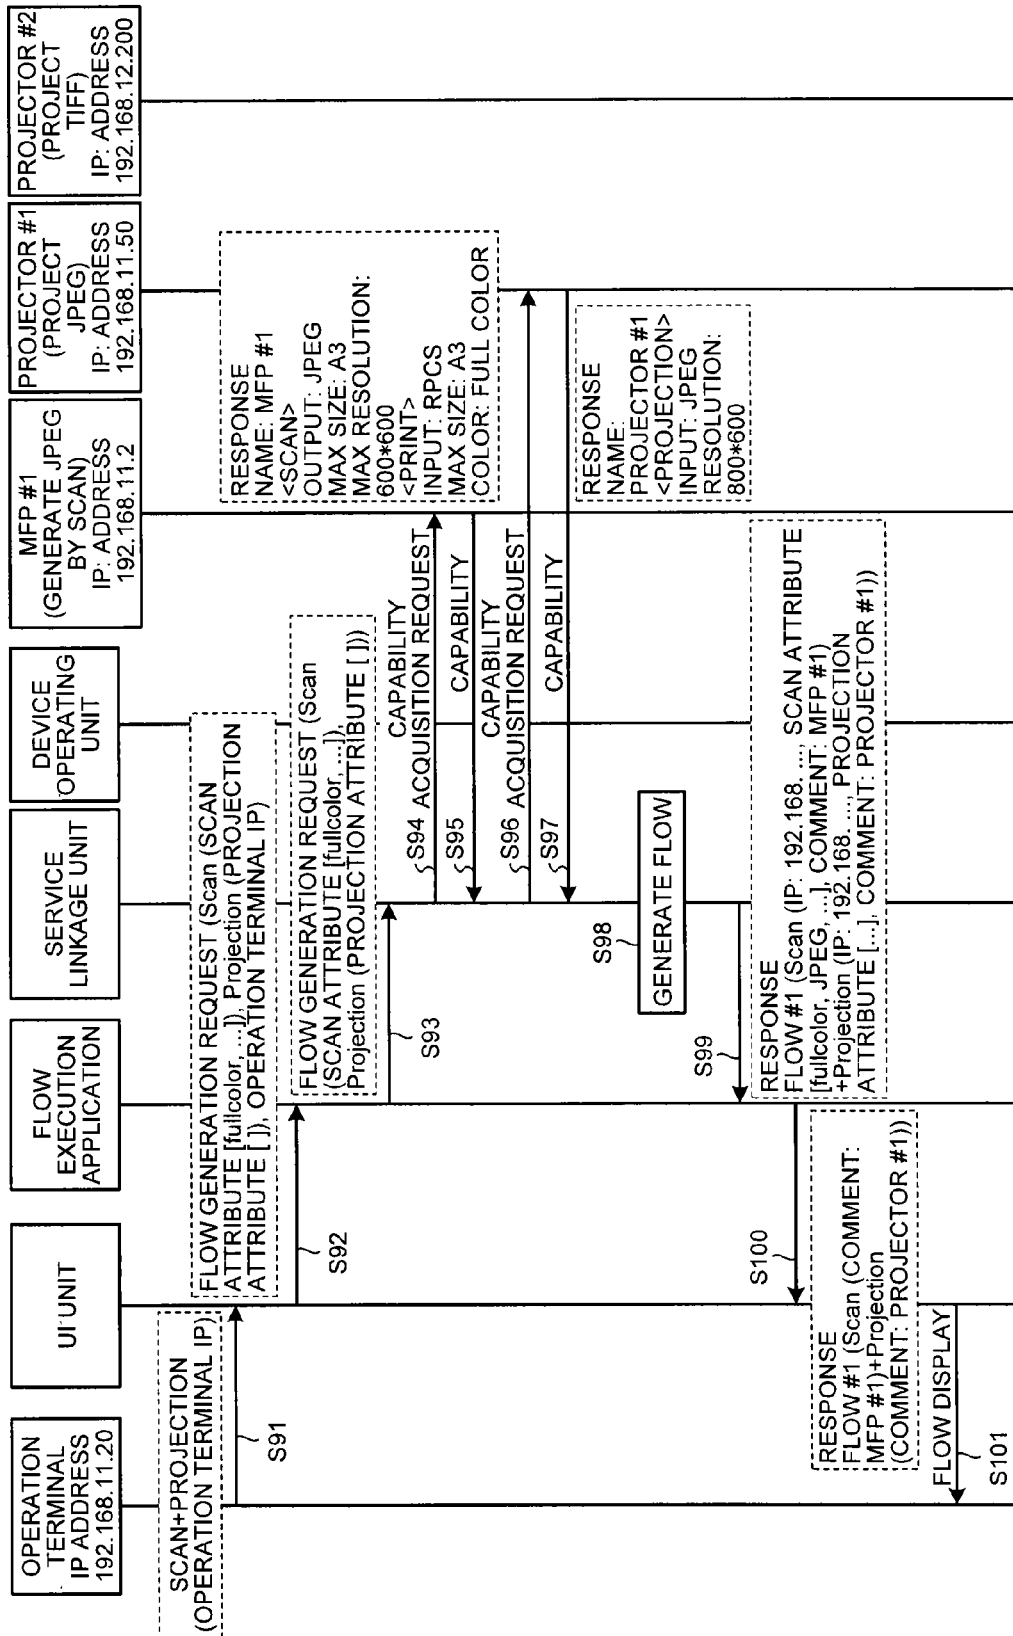 OPERATION
TERMINAL
IP ADDRESS
192.168.11.20
UI UNIT
FLOW
EXECUTION
APPLICATION
SERVICE
LINKAGE UNIT
DEVICE
OPERATING
UNIT
MFP #1
(GENERATE JPEG
BY SCAN)
IP: ADDRESS
192.168.11.2
PROJECTOR #1
(PROJECT
JPEG)
IP: ADDRESS
192.168.11.50
PROJECTOR #2
(PROJECT
TIFF)
IP: ADDRESS
192.168.12.200
SCAN+PROJECTION
(OPERATION TERMINAL IP)
S91
FLOW GENERATION REQUEST (Scan (SCAN
ATTRIBUTE [fullcolor, ...]), Projection (PROJECTION
ATTRIBUTE [ ]), OPERATION TERMINAL IP)
S92
FLOW GENERATION REQUEST (Scan
(SCAN ATTRIBUTE [fullcolor, ...]),
Projection (PROJECTION ATTRIBUTE [ ]))
S93
CAPABILITY
S94 ACQUISITION REQUEST
S95 CAPABILITY
RESPONSE
NAME: MFP #1
<SCAN>
OUTPUT: JPEG
MAX SIZE: A3
MAX RESOLUTION:
600*600
<PRINT>
INPUT: RPCS
MAX SIZE: A3
COLOR: FULL COLOR
CAPABILITY
S96 ACQUISITION REQUEST
S97 CAPABILITY
RESPONSE
NAME:
PROJECTOR #1
<PROJECTION>
INPUT: JPEG
RESOLUTION:
800*600
S98
GENERATE FLOW
S99
RESPONSE
FLOW #1 (Scan (IP: 192.168. ..., SCAN ATTRIBUTE
[fullcolor, JPEG, ...], COMMENT: MFP #1)
+Projection (IP: 192.168. ..., PROJECTION
ATTRIBUTE [...], COMMENT: PROJECTOR #1))
S100
RESPONSE
FLOW #1 (Scan (COMMENT:
MFP #1)+Projection
(COMMENT: PROJECTOR #1))
FLOW DISPLAY
S101